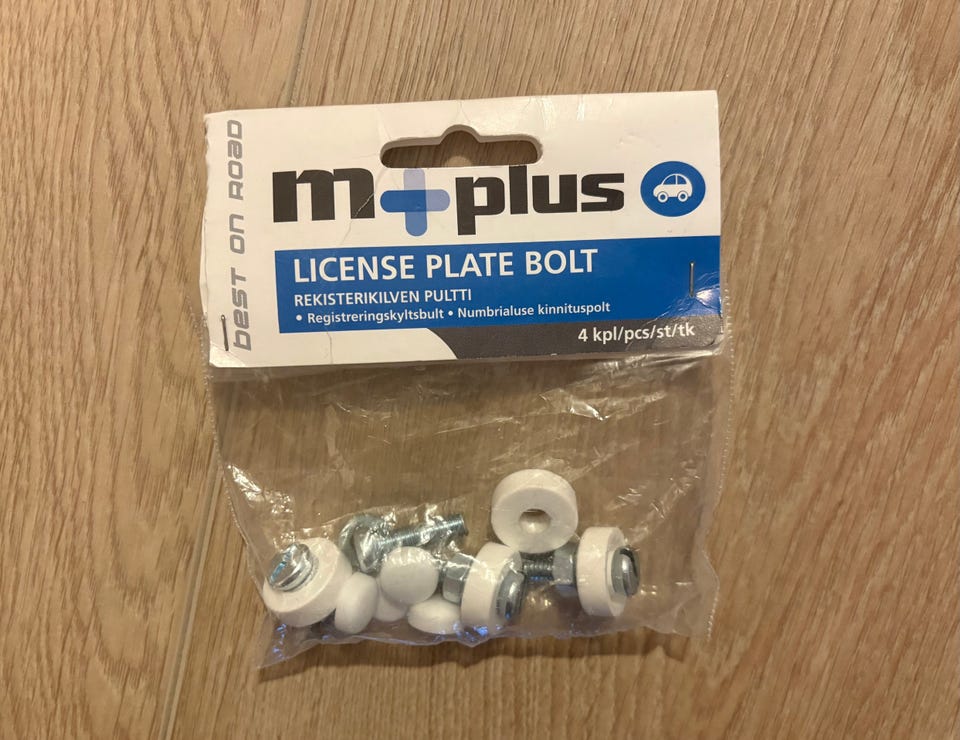 BEST ON ROAD
m+plus
LICENSE PLATE BOLT
REKISTERIKILVEN PULTTI
• Registreringskyltsbult • Numbrialuse kinnituspolt
4 kpl/pcs/st/tk